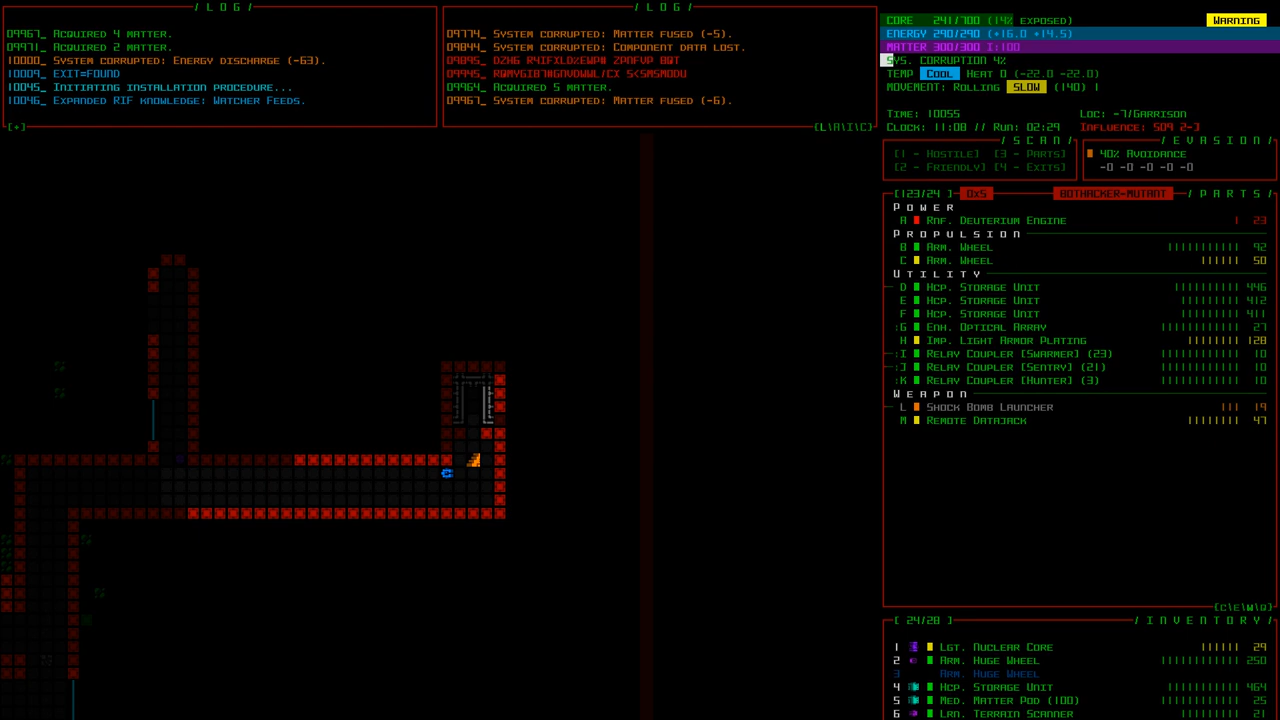 / L O G /
09967_ Acquired 4 matter.
09971_ Acquired 2 matter.
10000_ System corrupted: Energy discharge (-63).
10009_ EXIT=FOUND
10045_ Initiating installation procedure...
10046_ Expanded RIF knowledge: Watcher Feeds.
[+]
/ L O G /
09774_ System corrupted: Matter fused (-5).
09844_ System corrupted: Component data lost.
09964_ Acquired 5 matter.
09967_ System corrupted: Matter fused (-6).
[L\A\I\C]
CORE 241/700 (14% EXPOSED)
Warning
ENERGY 290/290 (+16.0 +14.5)
MATTER 300/300 I:100
SYS. CORRUPTION 4%
TEMP Cool Heat 0 (-22.0 -22.0)
MOVEMENT: Rolling SLOW (140) 1
Time: 10055 Loc: -7/Garrison
Clock: 11:08 // Run: 02:29 Influence: 509 2-]
/ S C A N /
[1 - Hostile] [3 - Parts]
[2 - Friendly] [4 - Exits]
/ E V A S I O N /
40% Avoidance
-0 -0 -0 -0 -0
[123/24 ] 0x5 BOTHACKER-MUTANT / P A R T S /
P o w e r
A Rnf. Deuterium Engine 23
P r o p u l s i o n
B Arm. Wheel 92
C Arm. Wheel 50
U t i l i t y
D Hcp. Storage Unit 446
E Hcp. Storage Unit 412
F Hcp. Storage Unit 411
:G Enh. Optical Array 27
H Imp. Light Armor Plating 128
:I Relay Coupler [Swarmer] (23) 10
:J Relay Coupler [Sentry] (21) 10
:K Relay Coupler [Hunter] (3) 10
W e a p o n
L Shock Bomb Launcher 19
M Remote Datajack 47
[C\E\W\Q]
[ 24/28 ] / I N V E N T O R Y /
1 Lgt. Nuclear Core 29
2 Arm. Huge Wheel 250
3 Arm. Huge Wheel
4 Hcp. Storage Unit 464
5 Med. Matter Pod (100) 25
6 Lrn. Terrain Scanner 21